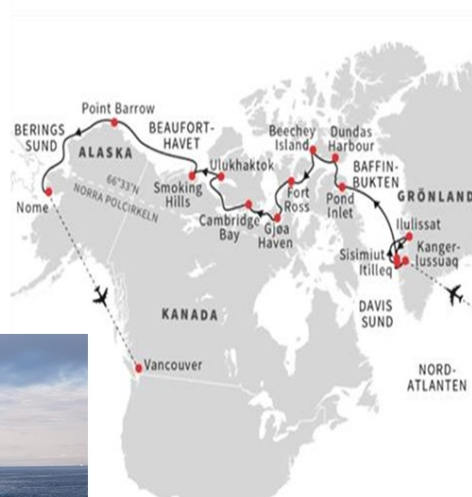 Point Barrow
BERINGS
SUND
BEAUFORT-
HAVET
ALASKA
66°33'N
NORRA POLCIRKELN
Nome
Smoking
Hills
Ulukhaktok
Cambridge
Bay
Gjøa
Haven
Fort
Ross
Beechey
Island
Dundas
Harbour
BAFFIN-
BUKTEN
Pond
Inlet
GRÖNLAND
Ilulissat
Kanger-
lussuaq
Sisimiut
Itilleq
DAVIS
SUND
KANADA
Vancouver
NORD-
ATLANTEN